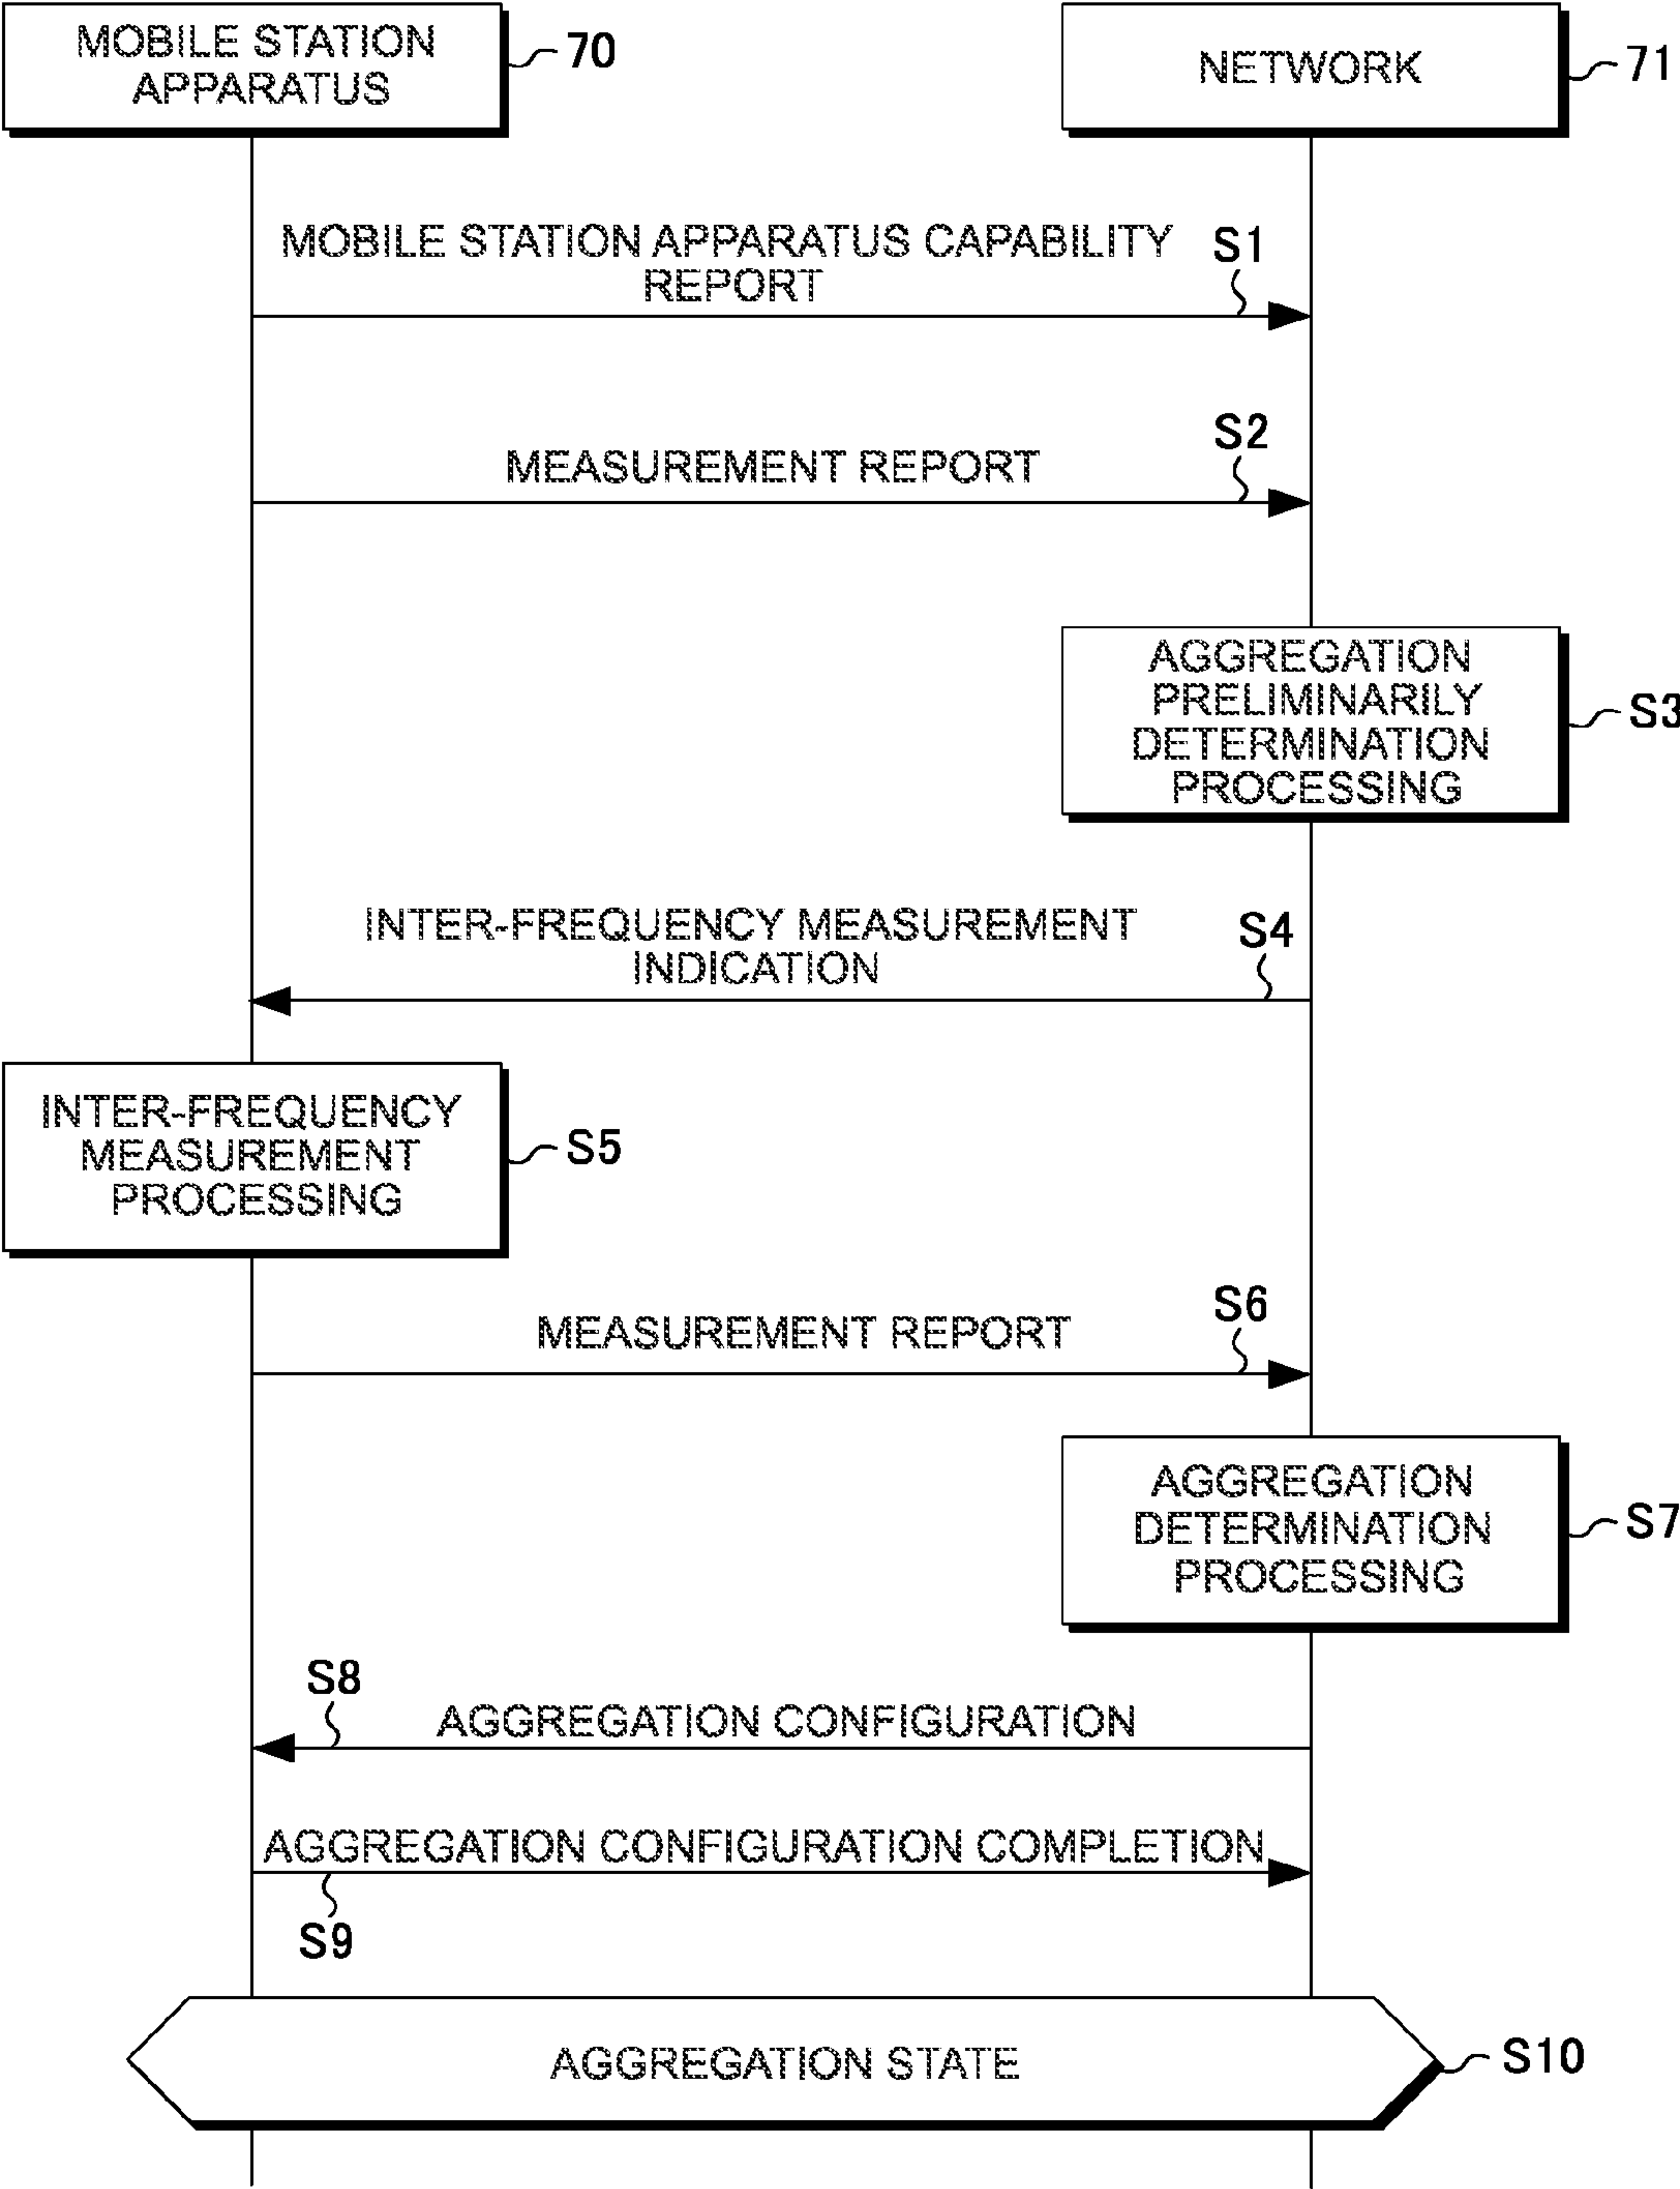 MOBILE STATION
APPARATUS
70
NETWORK
71
MOBILE STATION APPARATUS CAPABILITY
REPORT
S1
MEASUREMENT REPORT
S2
AGGREGATION
PRELIMINARILY
DETERMINATION
PROCESSING
S3
INTER-FREQUENCY MEASUREMENT
INDICATION
S4
INTER-FREQUENCY
MEASUREMENT
PROCESSING
S5
MEASUREMENT REPORT
S6
AGGREGATION
DETERMINATION
PROCESSING
S7
S8
AGGREGATION CONFIGURATION
AGGREGATION CONFIGURATION COMPLETION
S9
AGGREGATION STATE
S10